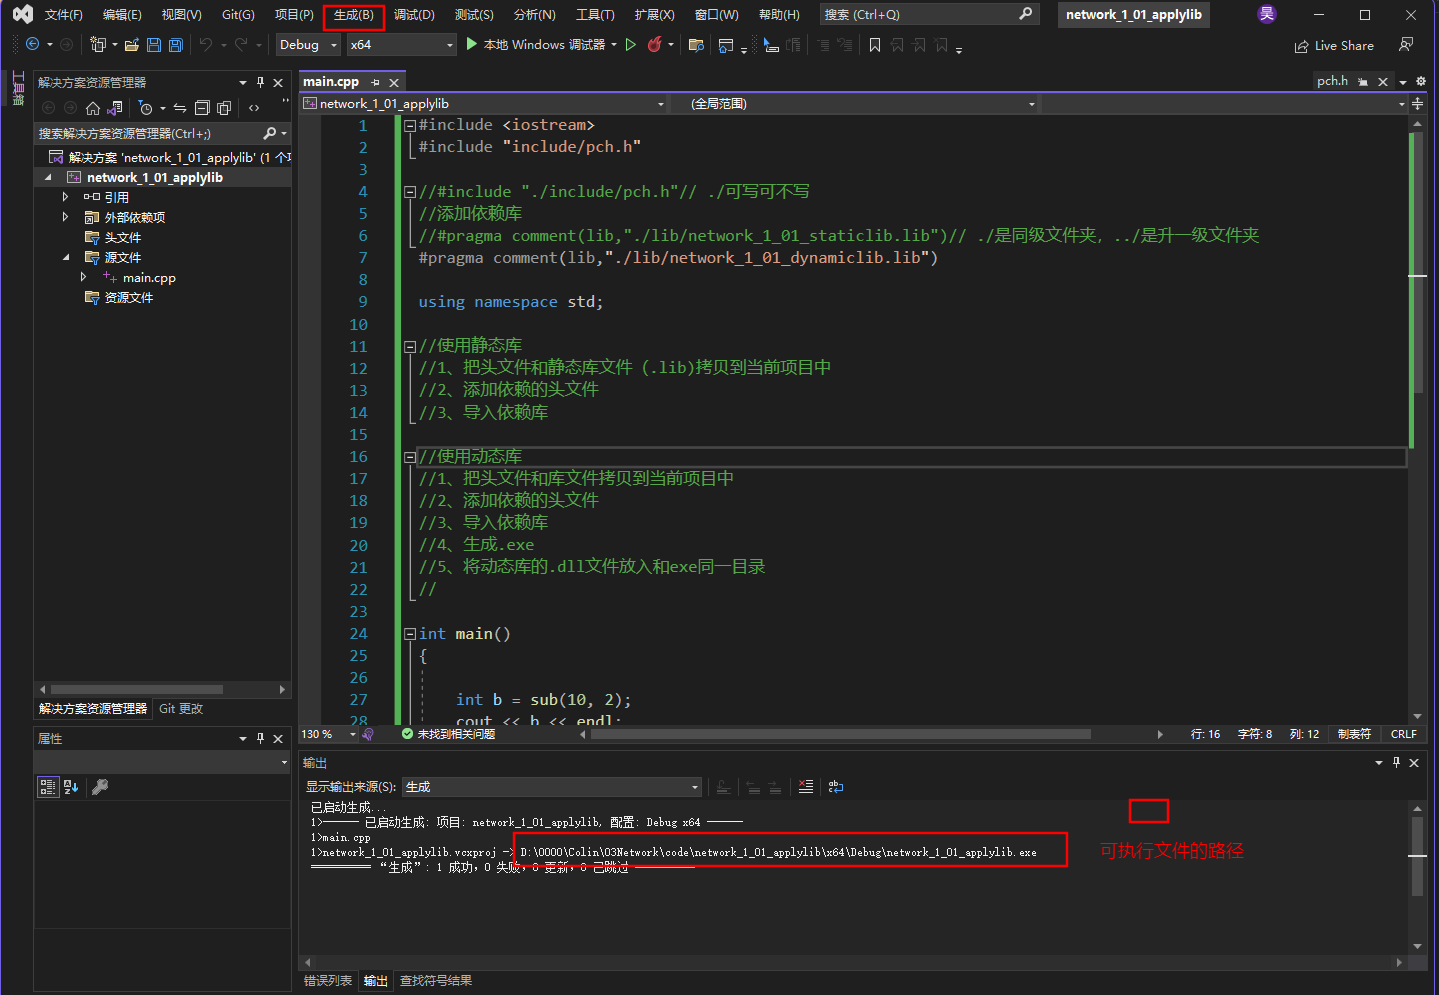 文件(F) 编辑(E) 视图(V) Git(G) 项目(P) 生成(B) 调试(D) 测试(S) 分析(N) 工具(T) 扩展(X) 窗口(W) 帮助(H) 搜索 (Ctrl+Q) network_1_01_applylib 吴
Debug x64 本地 Windows 调试器 Live Share
工具箱
解决方案资源管理器
搜索解决方案资源管理器(Ctrl+;)
解决方案 'network_1_01_applylib' (1 个
network_1_01_applylib
引用
外部依赖项
头文件
源文件
main.cpp
资源文件
解决方案资源管理器 Git 更改
属性
main.cpp pch.h
network_1_01_applylib (全局范围)
1 #include <iostream>
2 #include "include/pch.h"
3
4 //#include "./include/pch.h"// ./可写可不写
5 //添加依赖库
6 //#pragma comment(lib,"./lib/network_1_01_staticlib.lib")// ./是同级文件夹, ../是升一级文件夹
7 #pragma comment(lib,"./lib/network_1_01_dynamiclib.lib")
8
9 using namespace std;
10
11 //使用静态库
12 //1、把头文件和静态库文件 (.lib)拷贝到当前项目中
13 //2、添加依赖的头文件
14 //3、导入依赖库
15
16 //使用动态库
17 //1、把头文件和库文件拷贝到当前项目中
18 //2、添加依赖的头文件
19 //3、导入依赖库
20 //4、生成.exe
21 //5、将动态库的.dll文件放入和exe同一目录
22 //
23
24 int main()
25 {
26
27 int b = sub(10, 2);
28 cout << b << endl;
130 % 未找到相关问题 行: 16 字符: 8 列: 12 制表符 CRLF
输出
显示输出来源(S): 生成
已启动生成...
1>------ 已启动生成: 项目: network_1_01_applylib, 配置: Debug x64 ------
1>main.cpp
1>network_1_01_applylib.vcxproj -> D:\0000\Colin\03Network\code\network_1_01_applylib\x64\Debug\network_1_01_applylib.exe
可执行文件的路径
========== “生成”: 1 成功，0 失败，0 更新，0 已跳过 ==========
错误列表 输出 查找符号结果